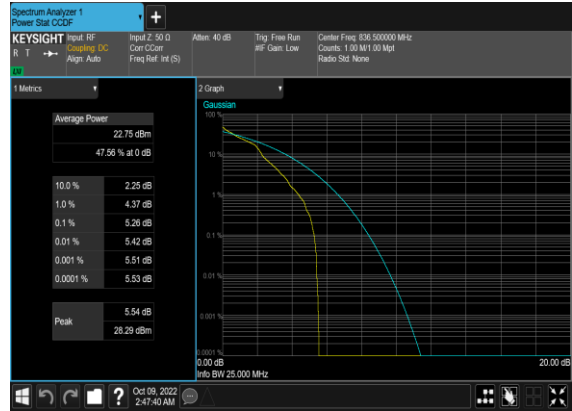 Spectrum Analyzer 1
Power Stat CCDF
KEYSIGHT
R T
LV
Input: RF
Coupling: DC
Align: Auto
Input Z: 50 Ω
Corr CCorr
Freq Ref: Int (S)
Atten: 40 dB
Trig: Free Run
#IF Gain: Low
Center Freq: 836.500000 MHz
Counts: 1.00 M/1.00 Mpt
Radio Std: None
1 Metrics
Average Power
22.75 dBm
47.56 % at 0 dB
10.0 % 2.25 dB
1.0 % 4.37 dB
0.1 % 5.26 dB
0.01 % 5.42 dB
0.001 % 5.51 dB
0.0001 % 5.53 dB
Peak 5.54 dB
28.29 dBm
2 Graph
Gaussian
100 %
10 %
1 %
0.1 %
0.01 %
0.001 %
0.0001 %
0.00 dB 20.00 dB
Info BW 25.000 MHz
Oct 09, 2022
2:47:40 AM